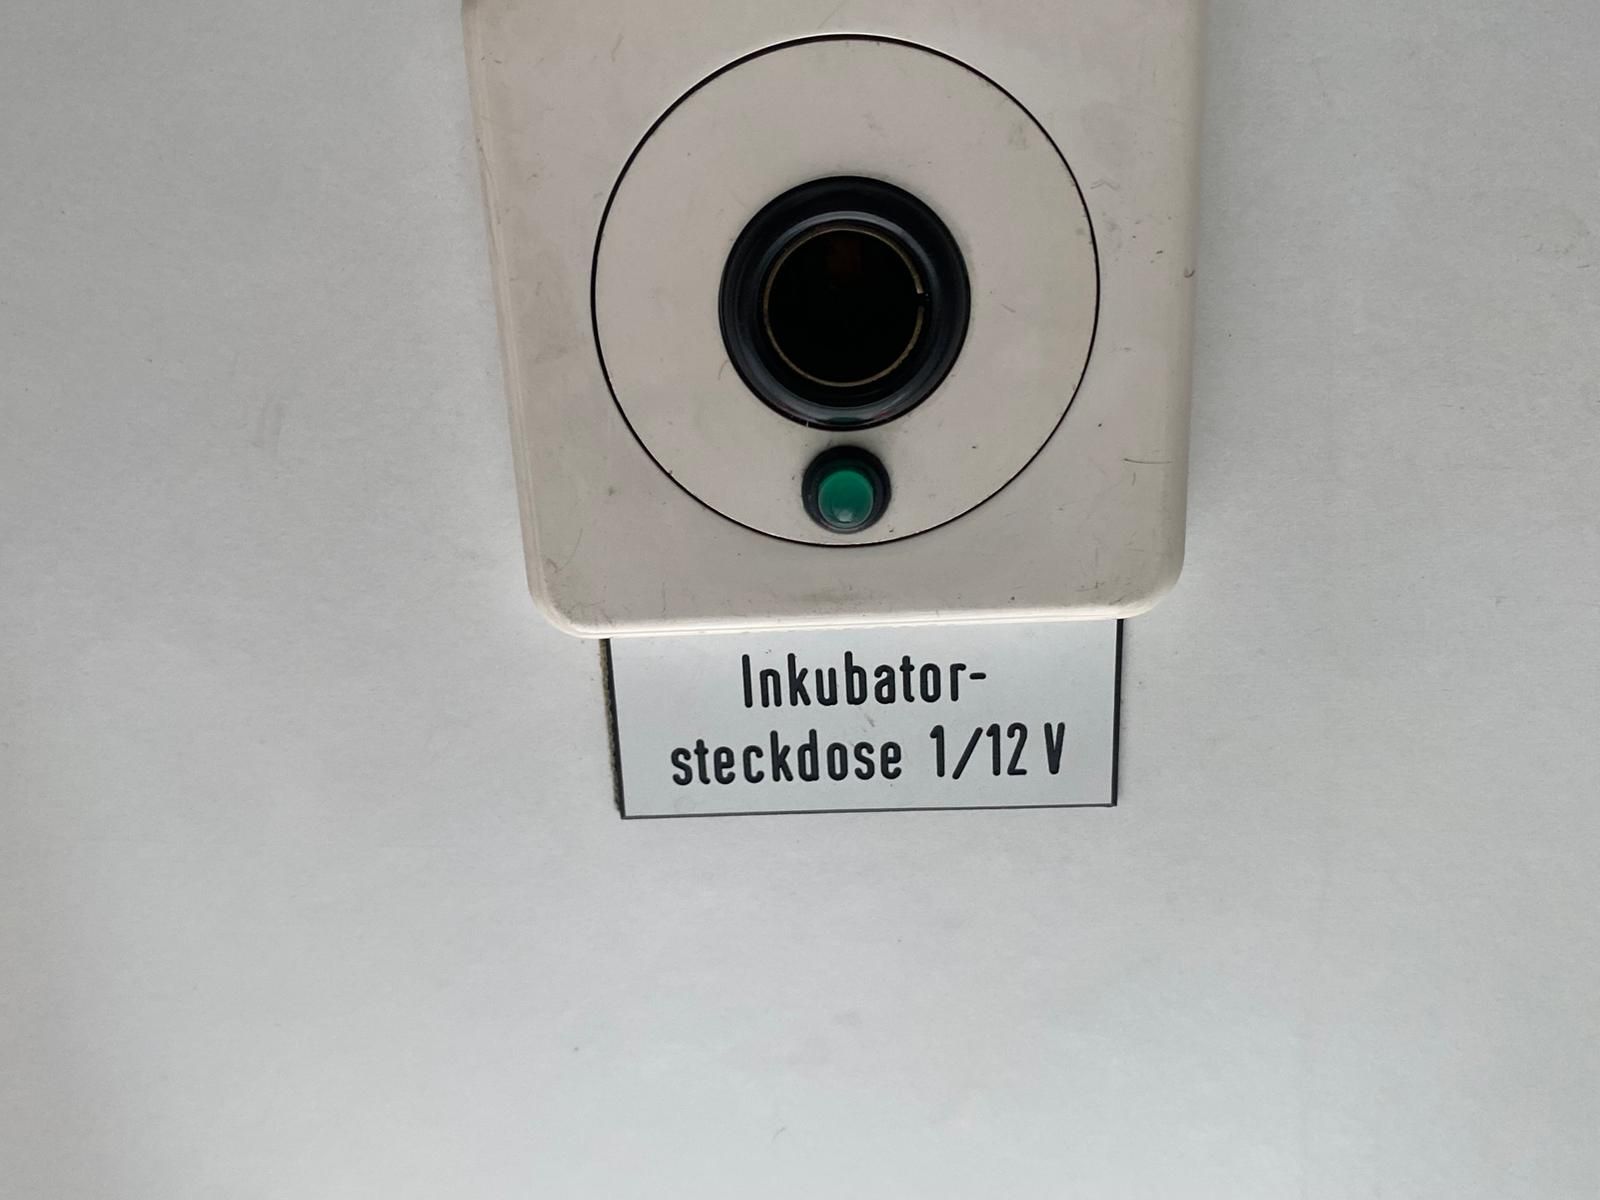 Inkubator-
steckdose 1/12 V